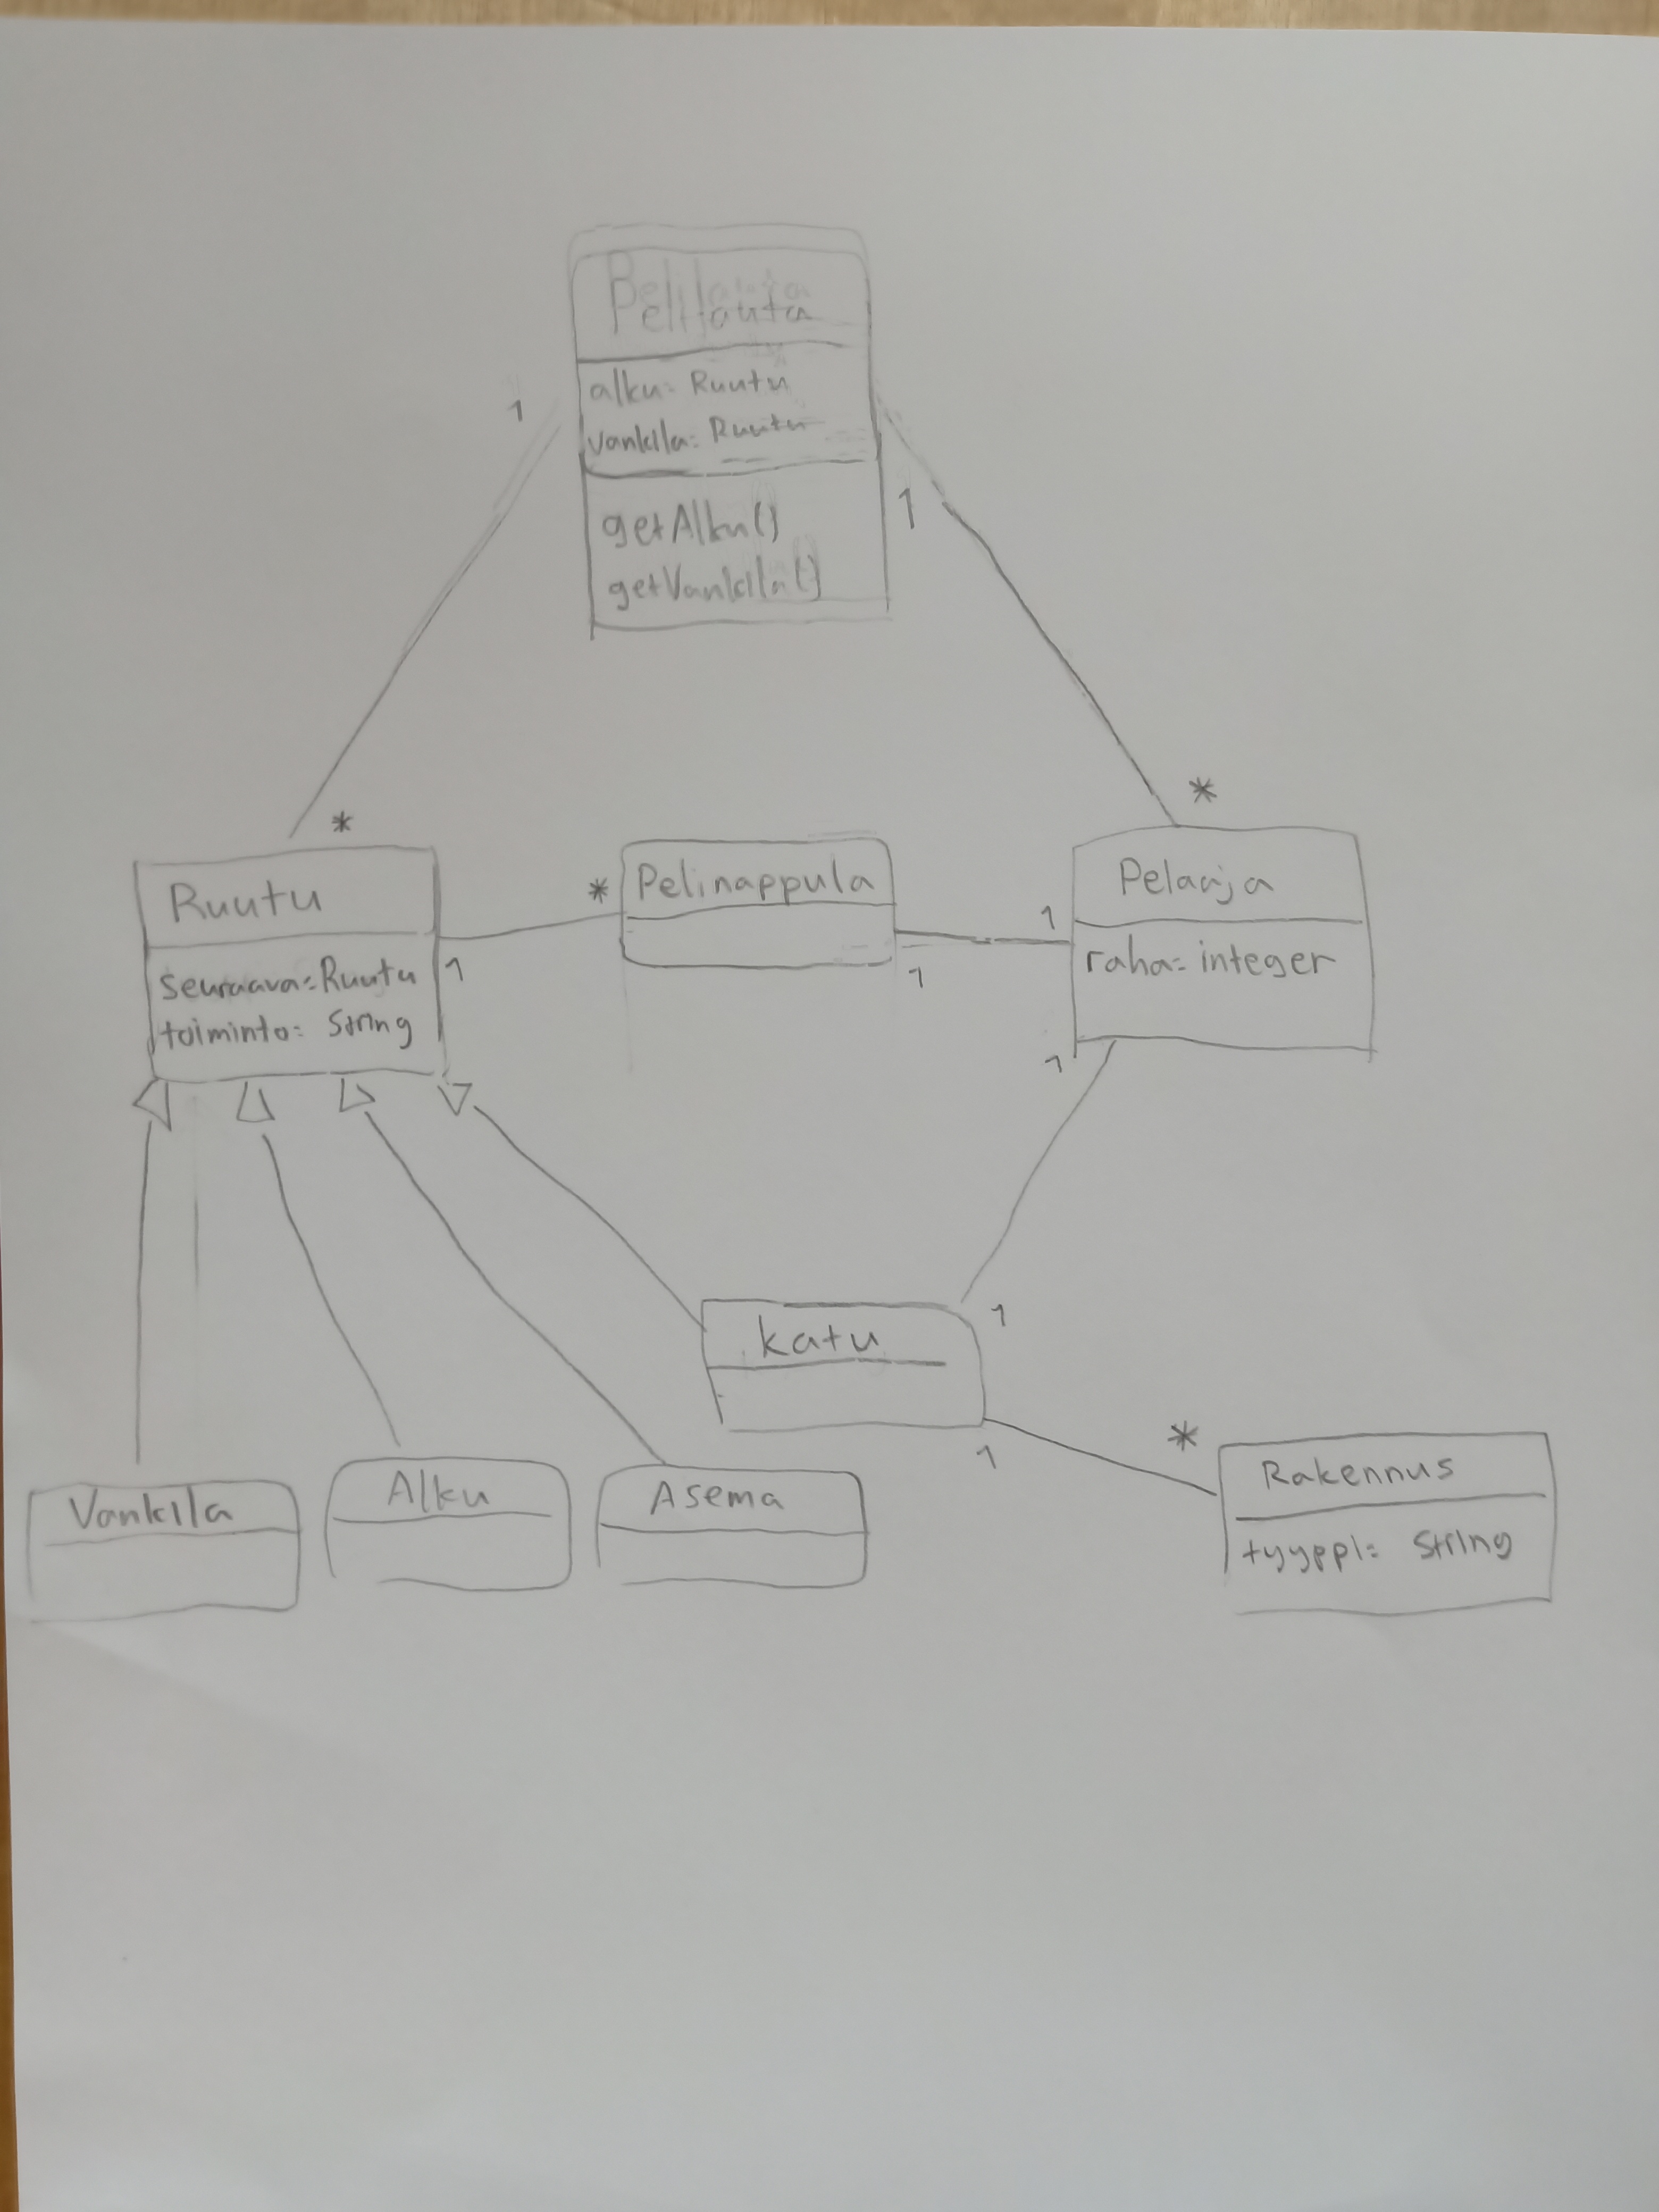 Pelilauta
alku: Ruutu
vankila: Ruutu
getAlku()
getVankila()
1
1
*
*
Ruutu
seuraava: Ruutu
toiminto: String
1
*
Pelinappula
1
1
Pelaaja
raha: integer
1
1
katu
1
*
Rakennus
tyyppi: String
Vankila
Alku
Asema